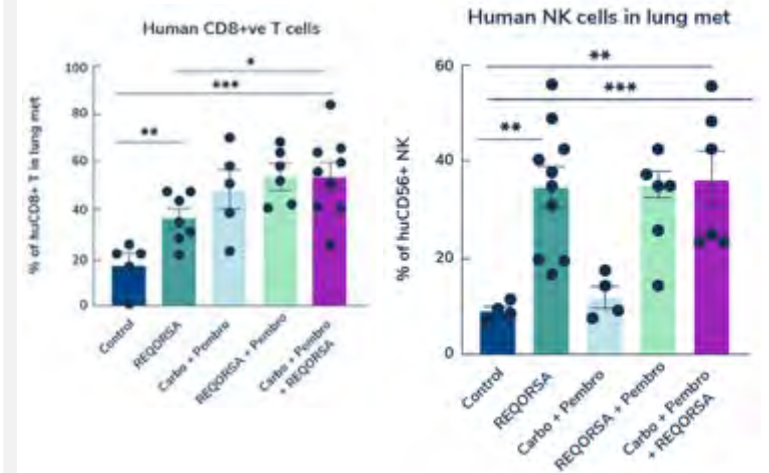 Human CD8+ve T cells
% of huCD8+ T in lung met
100
80
60
40
20
0
*
***
**
Control
REQORSA
Carbo + Pembro
REQORSA + Pembro
Carbo + Pembro
+ REQORSA
Human NK cells in lung met
% of huCD56+ NK
60
40
20
0
**
***
**
Control
REQORSA
Carbo + Pembro
REQORSA + Pembro
Carbo + Pembro
+ REQORSA